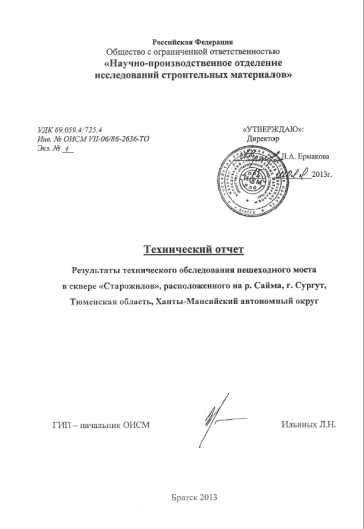 Российская Федерация
Общество с ограниченной ответственностью
«Научно-производственное отделение
исследований строительных материалов»
УДК 69.059.4:725.4
Инв. № ОИСМ VII-06/86-2636-ТО
Экз. № 1
«УТВЕРЖДАЮ»:
Директор
Л.А. Ермакова
2013г.
Технический отчет
Результаты технического обследования пешеходного моста
в сквере «Старожилов», расположенного на р. Сайма, г. Сургут,
Тюменская область, Ханты-Мансийский автономный округ
ГИП – начальник ОИСМ
Ильиных Л.Н.
Братск 2013